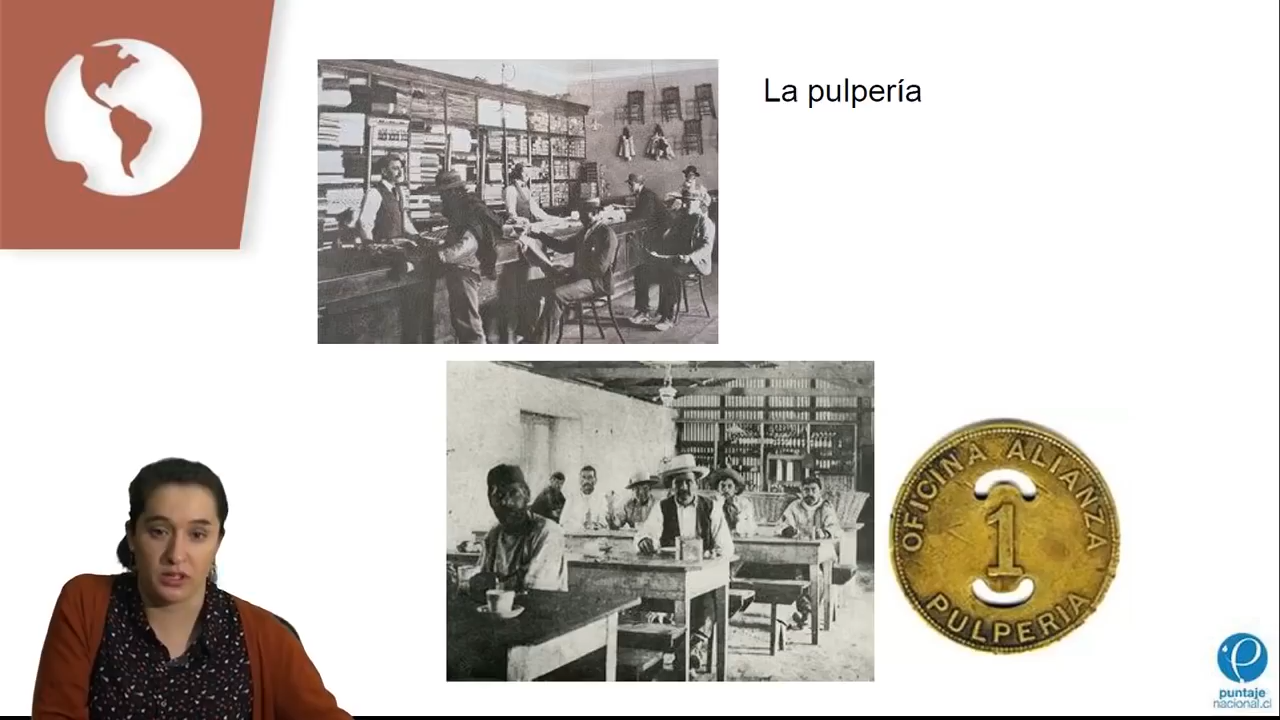 La pulpería
OFICINA ALIANZA
1
PULPERIA
puntaje
nacional.cl